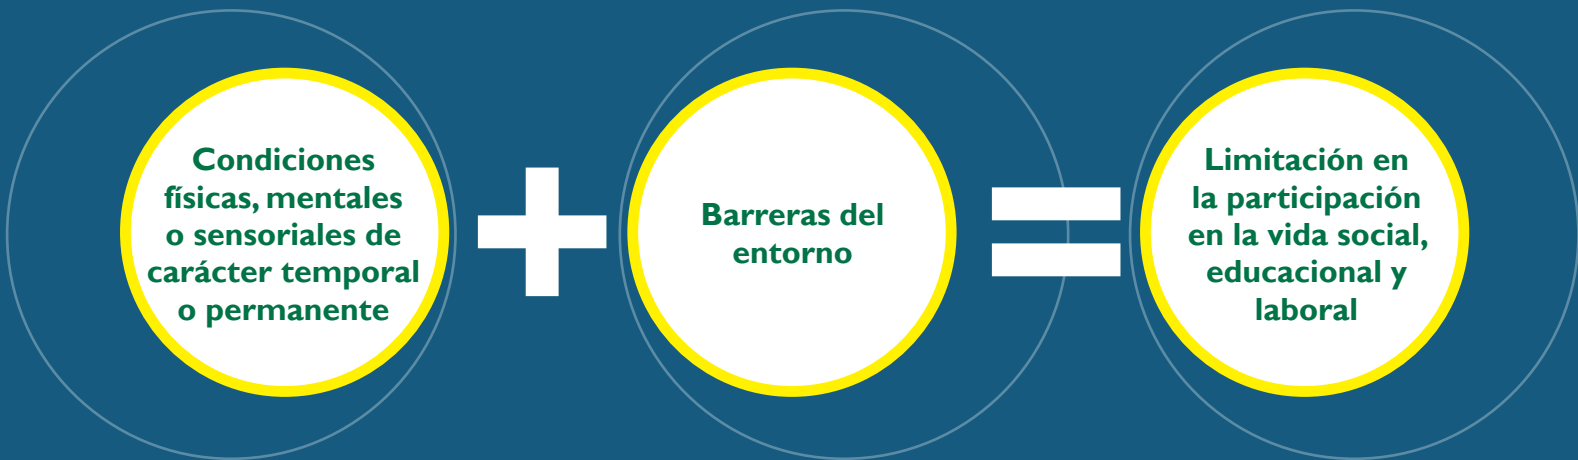 Condiciones
físicas, mentales
o sensoriales de
carácter temporal
o permanente
+
Barreras del
entorno
=
Limitación en
la participación
en la vida social,
educacional y
laboral